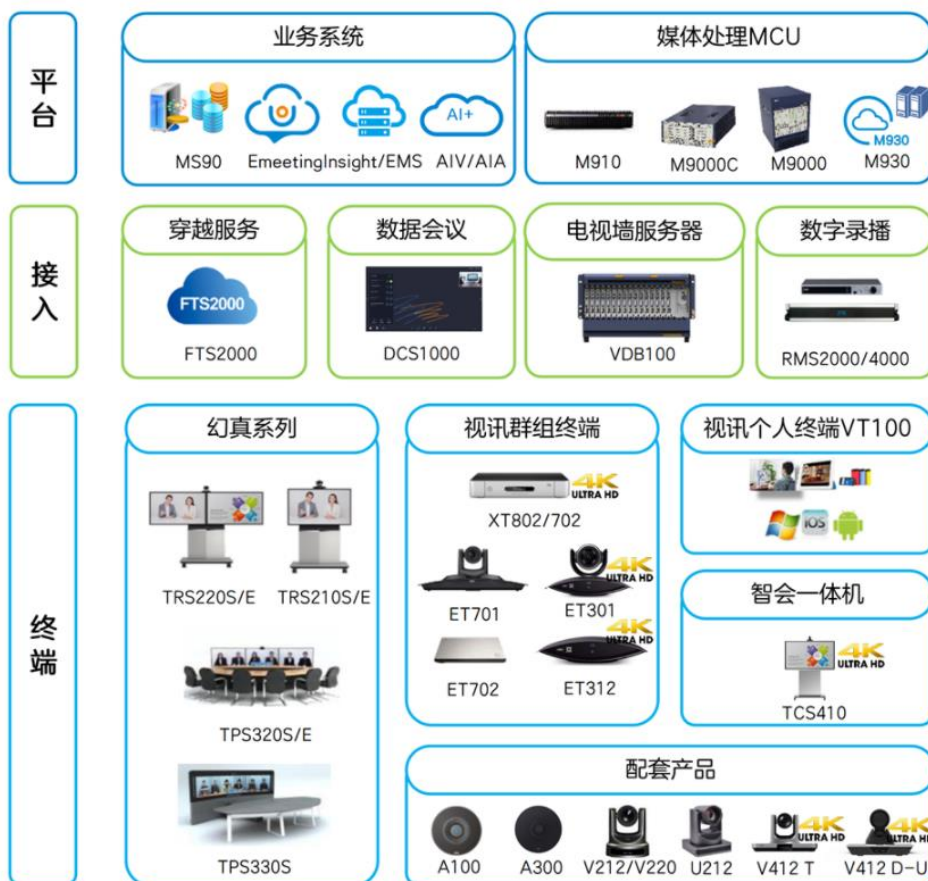 平台
业务系统
媒体处理MCU
AI+
M930
MS90
EmeetingInsight/EMS
AIV/AIA
M910
M9000C
M9000
M930
接入
穿越服务
数据会议
电视墙服务器
数字录播
FTS2000
FTS2000
DCS1000
VDB100
RMS2000/4000
终端
幻真系列
TRS220S/E
TRS210S/E
TPS320S/E
TPS330S
视讯群组终端
4K
ULTRA HD
XT802/702
4K
ULTRA HD
ET701
ET301
4K
ULTRA HD
ET702
ET312
视讯个人终端VT100
iOS
智会一体机
4K
ULTRA HD
TCS410
配套产品
4K
ULTRA HD
4K
ULTRA HD
A100
A300
V212/V220
U212
V412 T
V412 D-U